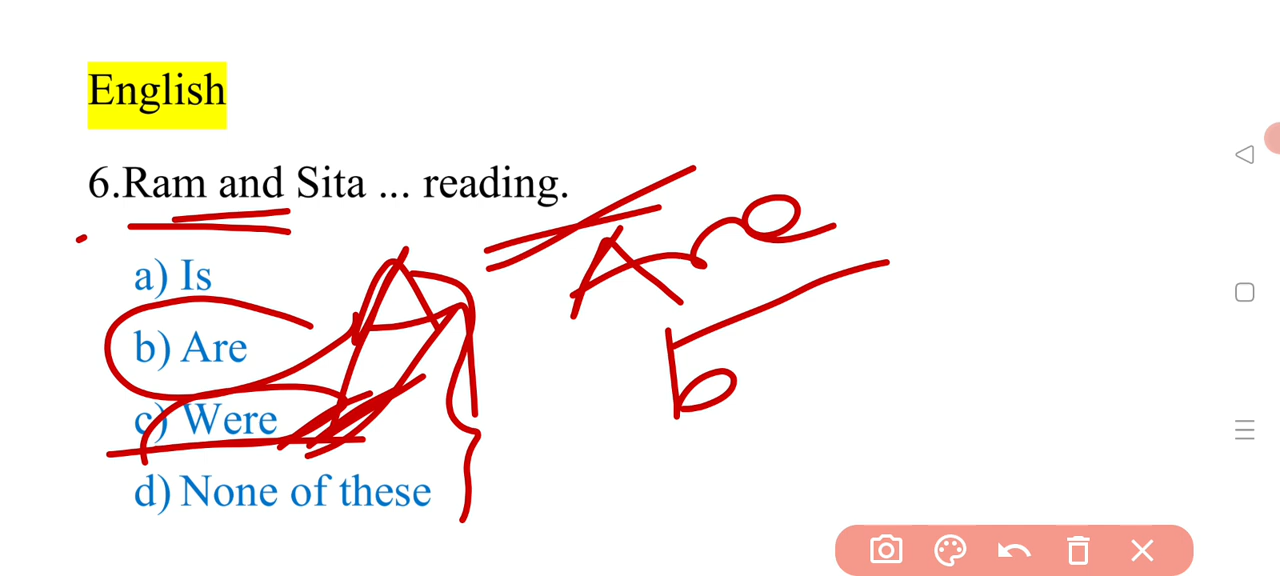 English
6.Ram and Sita ... reading.
Are
a) Is
b) Are
b
c) Were
d) None of these